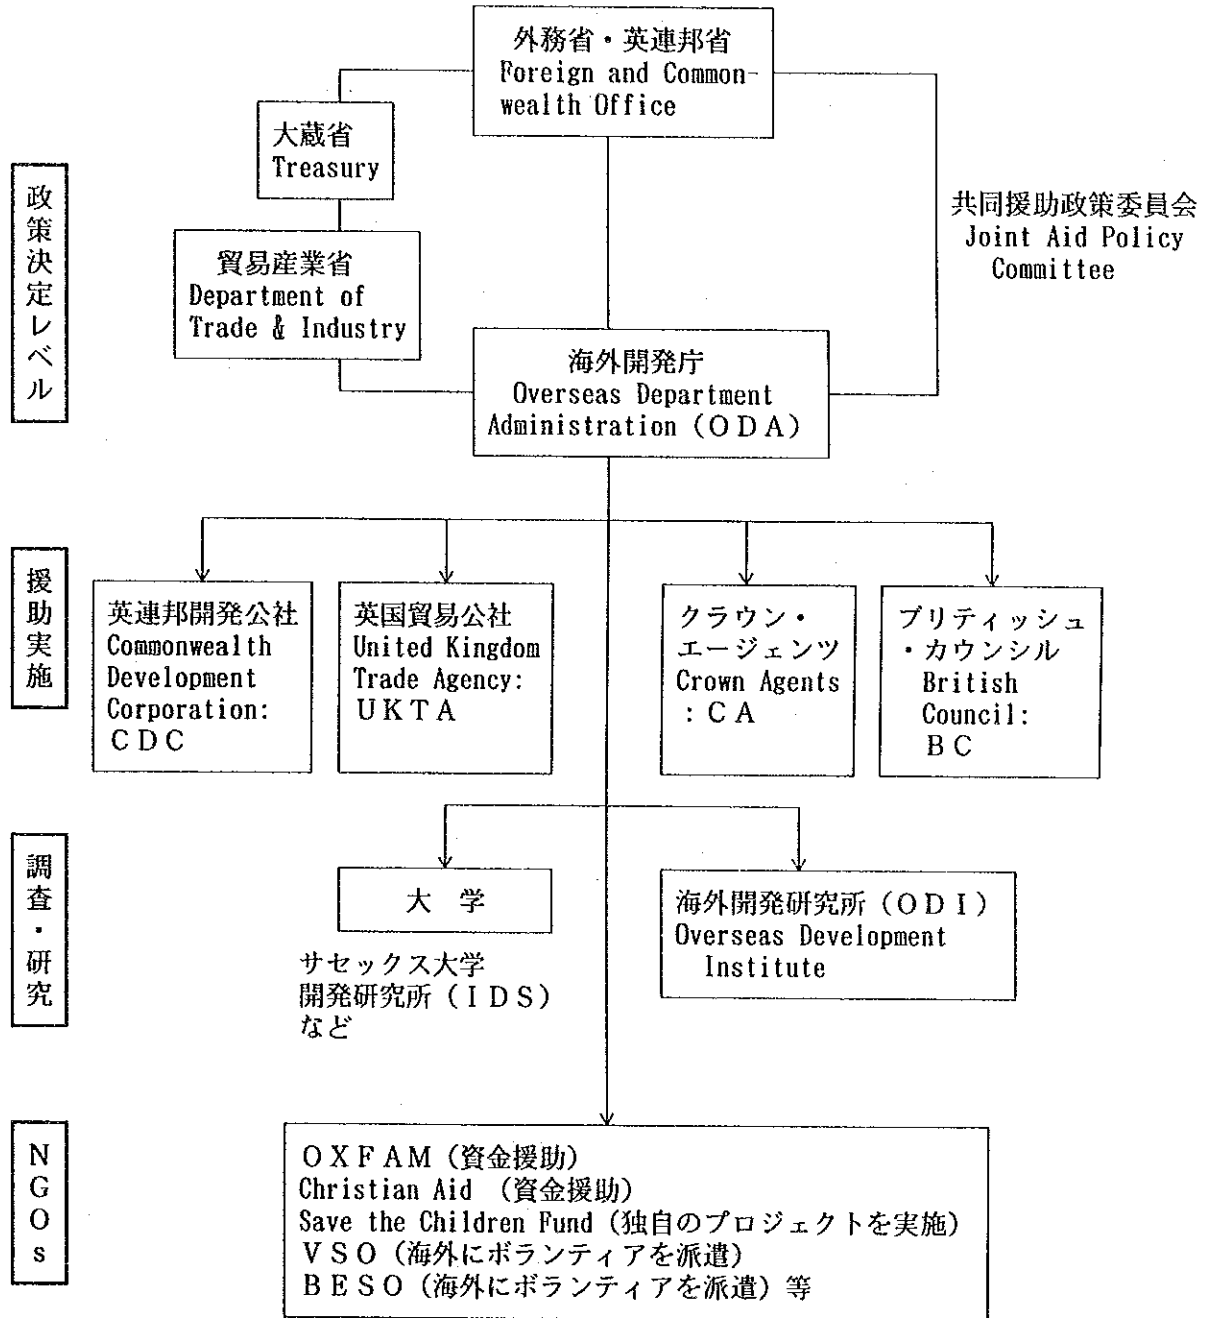 外務省・英連邦省
Foreign and Common-
wealth Office
大蔵省
Treasury
政策決定レベル
共同援助政策委員会
Joint Aid Policy
Committee
貿易産業省
Department of
Trade & Industry
海外開発庁
Overseas Department
Administration (ODA)
援助実施
英連邦開発公社
Commonwealth
Development
Corporation:
CDC
英国貿易公社
United Kingdom
Trade Agency:
UKTA
クラウン・
エージェンツ
Crown Agents
: CA
ブリティッシュ
・カウンシル
British
Council:
BC
調査・研究
大 学
サセックス大学
開発研究所(IDS)
など
海外開発研究所(ODI)
Overseas Development
Institute
NGOs
OXFAM(資金援助)
Christian Aid (資金援助)
Save the Children Fund(独自のプロジェクトを実施)
VSO(海外にボランティアを派遣)
BESO(海外にボランティアを派遣)等